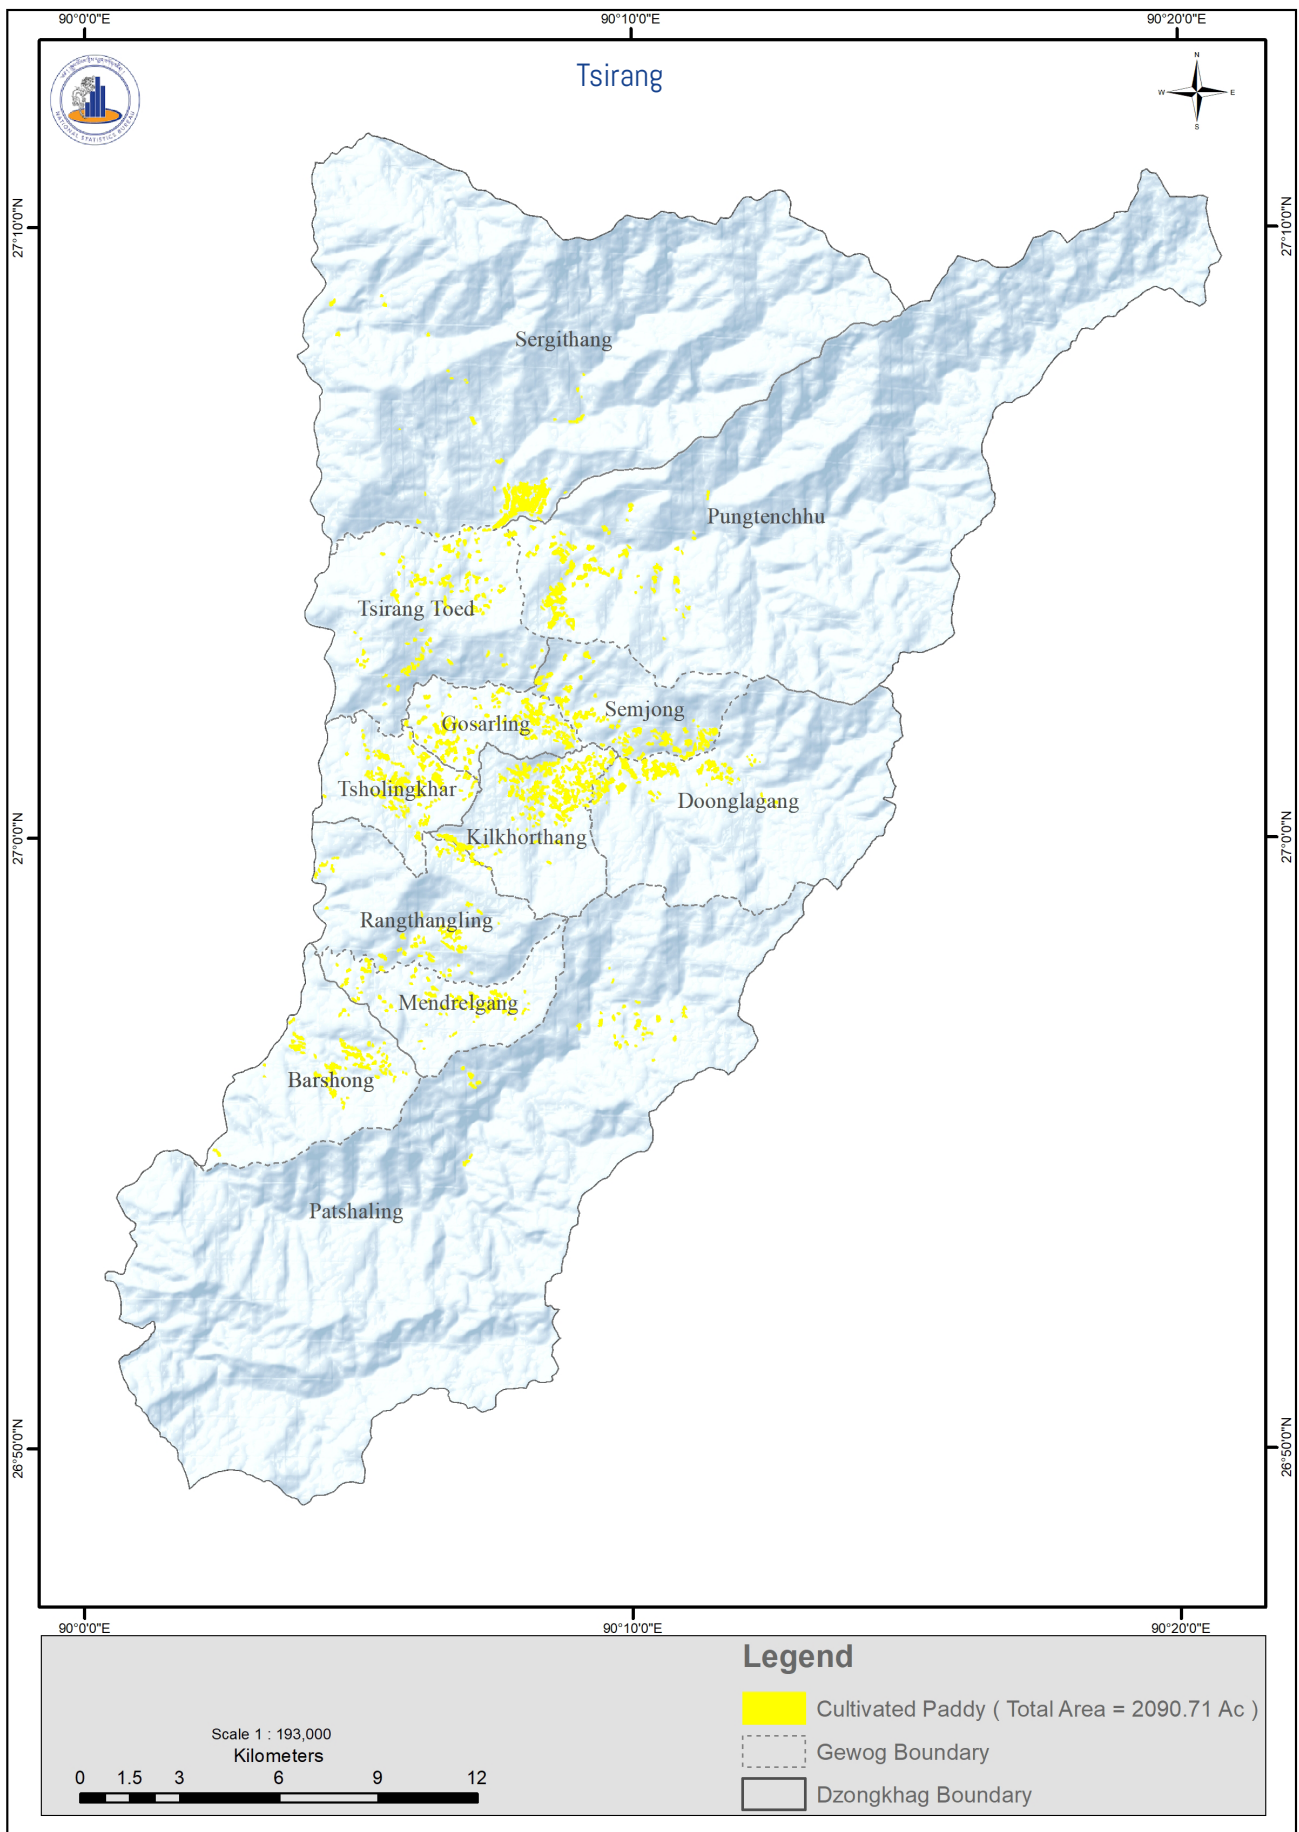 90°0'0"E 90°10'0"E 90°20'0"E
NATIONAL STATISTICS BUREAU
Tsirang
N
W E
S
27°10'0"N 27°10'0"N
Sergithang
Pungtenchhu
Tsirang Toed
Semjong
Gosarling
Tsholingkhar
Doonglagang
Kilkhorthang
27°0'0"N 27°0'0"N
Rangthangling
Mendrelgang
Barshong
Patshaling
26°50'0"N 26°50'0"N
90°0'0"E 90°10'0"E 90°20'0"E
Legend
Cultivated Paddy ( Total Area = 2090.71 Ac )
Gewog Boundary
Dzongkhag Boundary
Scale 1 : 193,000
Kilometers
0 1.5 3 6 9 12